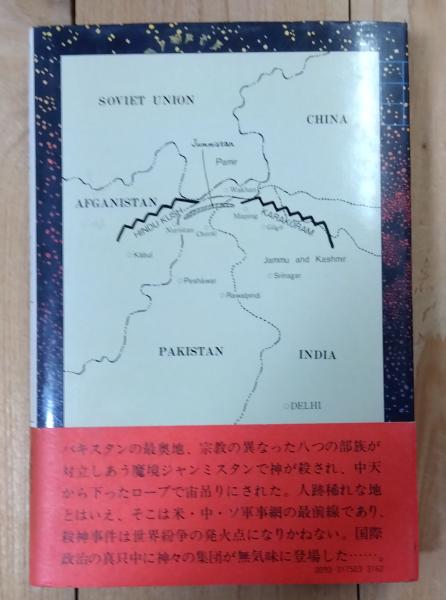 SOVIET UNION
CHINA
Junmistan
Pamir
Wakhan
AFGANISTAN
HINDU KUSH
KARAKORAM
Mastuj
Nuristan
Chitral
Gilgit
Kābul
Jammu and Kashmir
Srinagar
Peshāwar
Rawalpindi
PAKISTAN
INDIA
DELHI
パキスタンの最奥地、宗教の異なった八つの部族が
対立しあう魔境ジャンミスタンで神が殺され、中天
から下ったロープで宙吊りにされた。人跡稀れな地
とはいえ、そこは米・中・ソ軍事網の最前線であり、
殺神事件は世界紛争の発火点になりかねない。国際
政治の真只中に神々の集団が無気味に登場した……。
0093 317503 3162